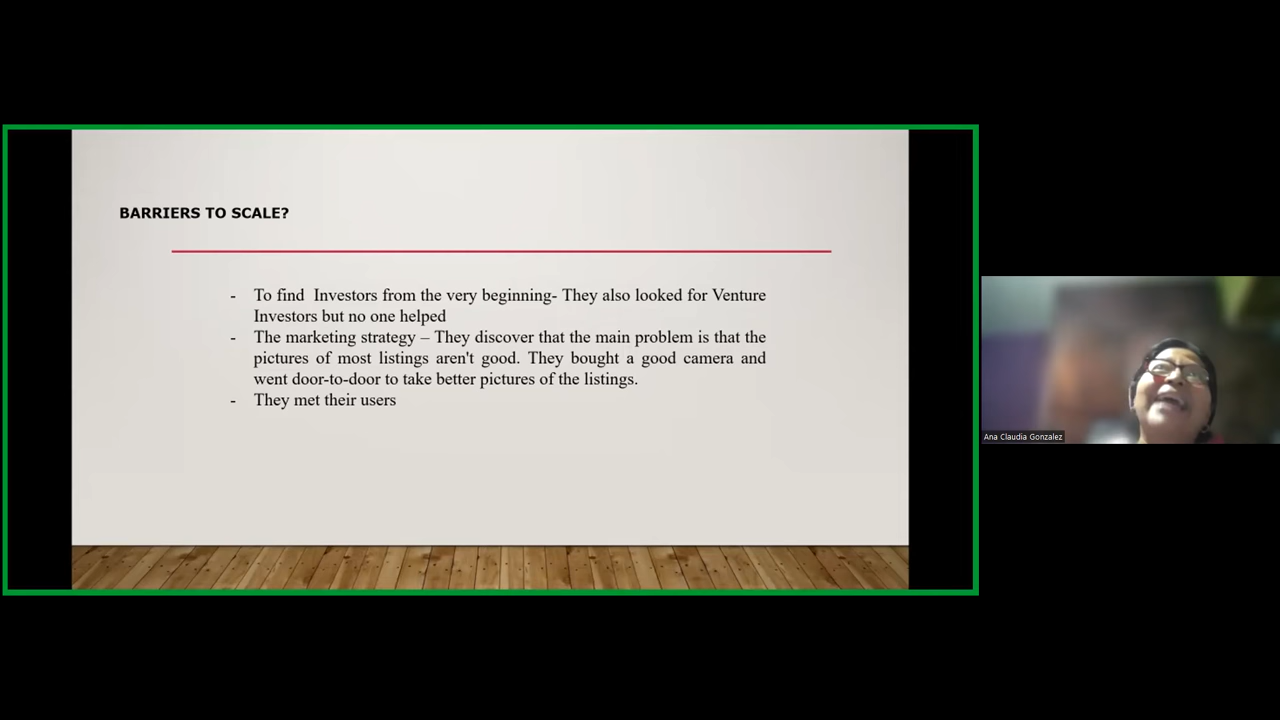 BARRIERS TO SCALE?
- To find  Investors from the very beginning- They also looked for Venture
Investors but no one helped
- The marketing strategy – They discover that the main problem is that the
pictures of most listings aren't good. They bought a good camera and
went door-to-door to take better pictures of the listings.
- They met their users
Ana Claudia Gonzalez